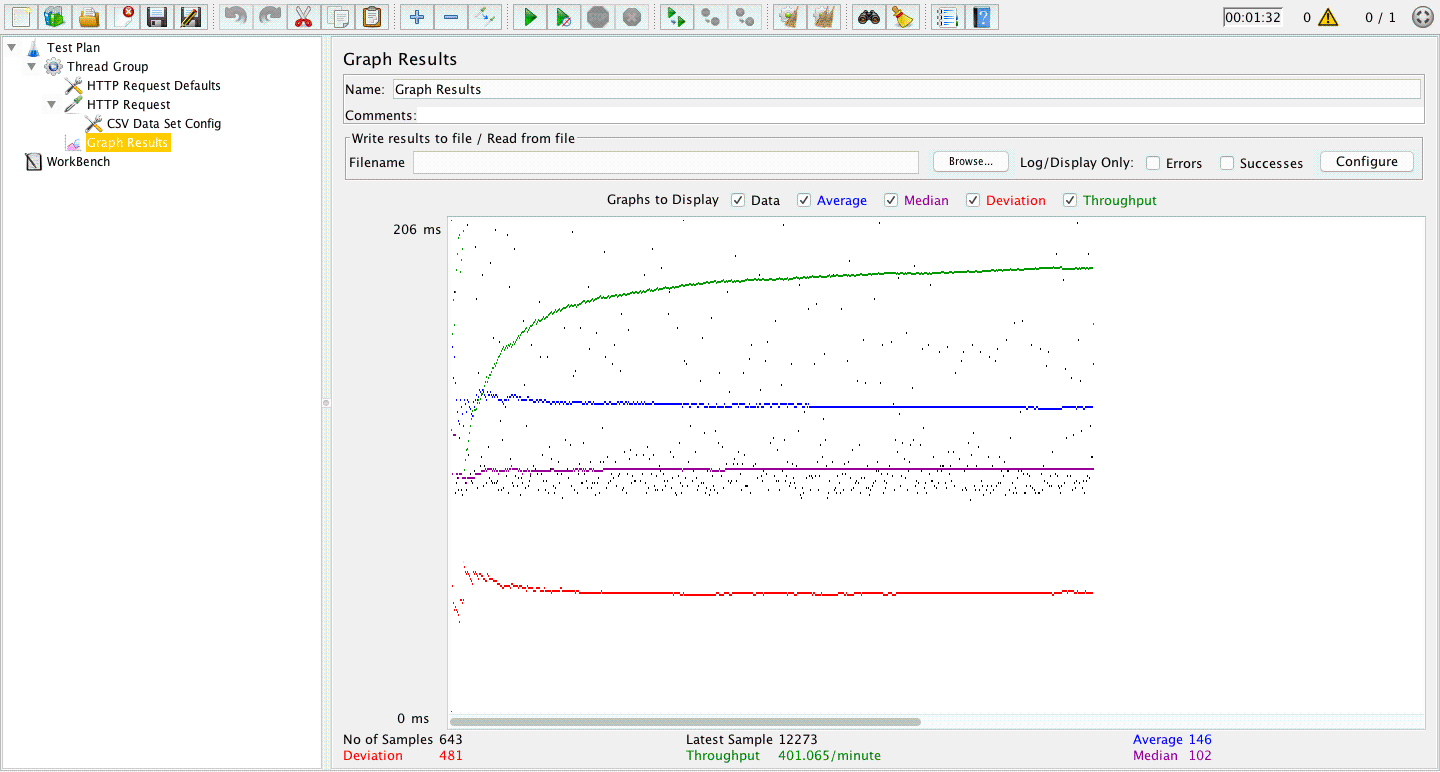 00:01:32 0 0 / 1
Test Plan
Thread Group
HTTP Request Defaults
HTTP Request
CSV Data Set Config
Graph Results
WorkBench
Graph Results
Name: Graph Results
Comments:
Write results to file / Read from file
Filename Browse... Log/Display Only: Errors Successes Configure
Graphs to Display Data Average Median Deviation Throughput
206 ms
0 ms
No of Samples 643 Latest Sample 12273 Average 146
Deviation 481 Throughput 401.065/minute Median 102